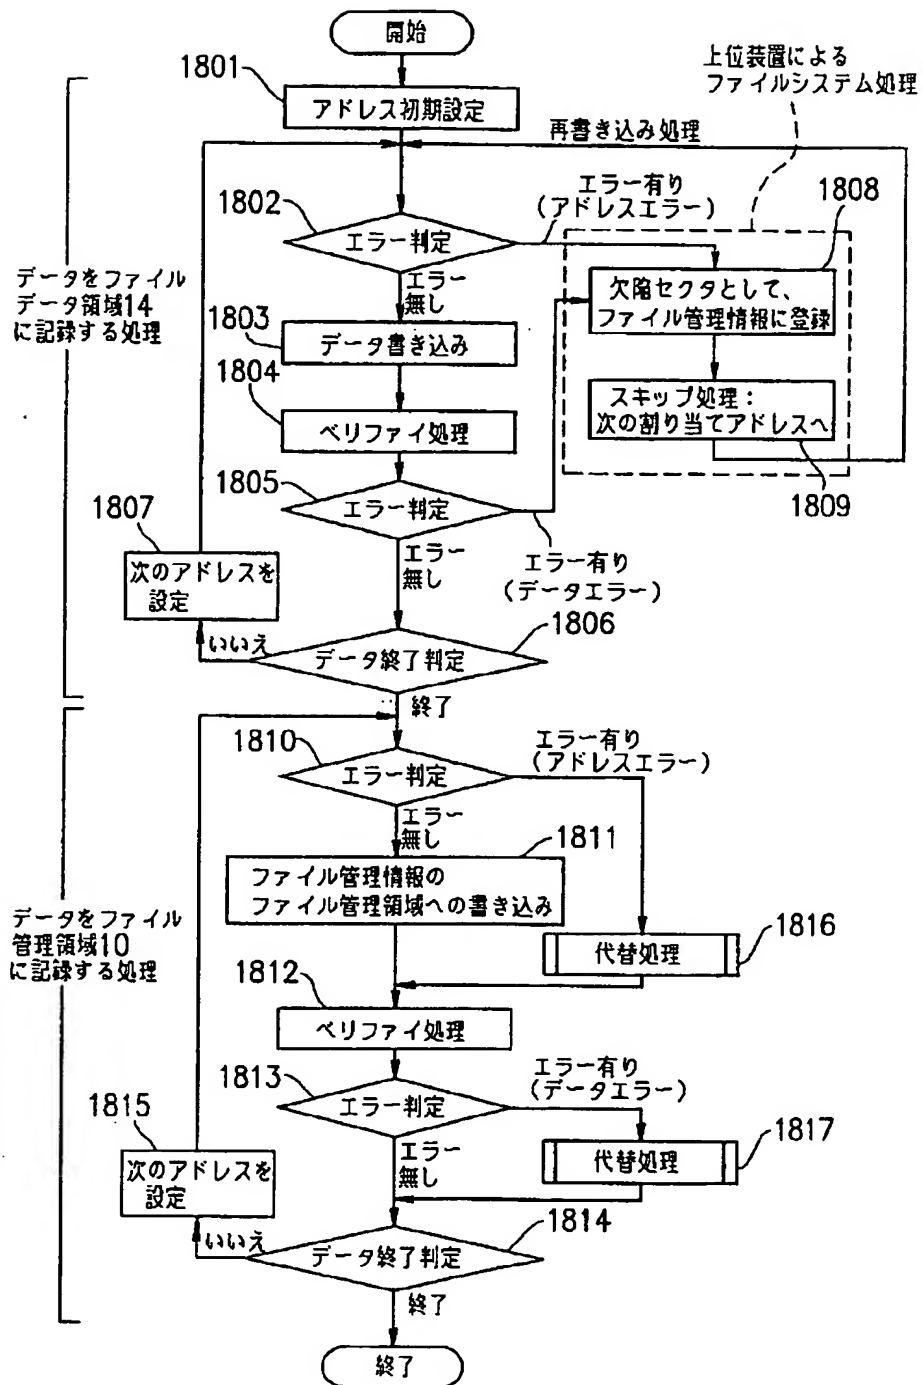 開始
1801
アドレス初期設定
上位装置による
ファイルシステム処理
再書き込み処理
1802
エラー判定
エラー有り
(アドレスエラー)
1808
欠陥セクタとして、
ファイル管理情報に登録
データをファイル
データ領域14
に記録する処理
エラー
無し
1803
データ書き込み
1804
ベリファイ処理
スキップ処理:
次の割り当てアドレスへ
1809
1805
エラー判定
エラー有り
(データエラー)
1807
次のアドレスを
設定
エラー
無し
1806
いいえ
データ終了判定
終了
1810
エラー判定
エラー有り
(アドレスエラー)
エラー
無し
1811
ファイル管理情報の
ファイル管理領域への書き込み
データをファイル
管理領域10
に記録する処理
代替処理
1816
1812
ベリファイ処理
1813
エラー判定
エラー有り
(データエラー)
1815
次のアドレスを
設定
エラー
無し
代替処理
1817
いいえ
データ終了判定
1814
終了
終了